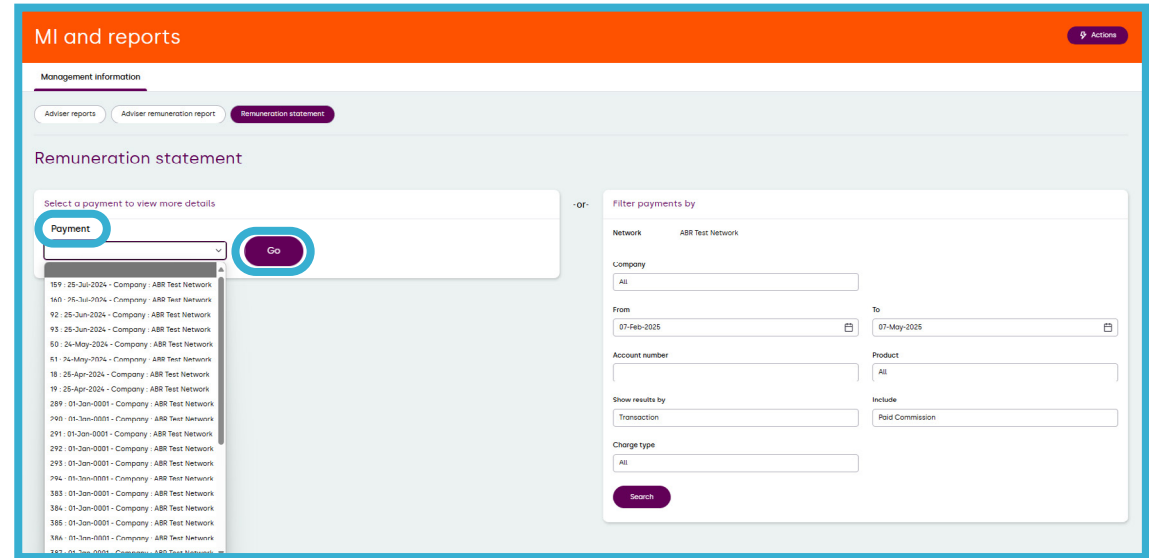 MI and reports
Actions
Management information
Adviser reports
Adviser remuneration report
Remuneration statement
Remuneration statement
Select a payment to view more details
Payment
Go
159 : 25-Jul-2024 - Company : ABR Test Network
160 : 25-Jul-2024 - Company : ABR Test Network
92 : 25-Jun-2024 - Company : ABR Test Network
93 : 25-Jun-2024 - Company : ABR Test Network
50 : 24-May-2024 - Company : ABR Test Network
51 : 24-May-2024 - Company : ABR Test Network
18 : 25-Apr-2024 - Company : ABR Test Network
19 : 25-Apr-2024 - Company : ABR Test Network
289 : 01-Jan-0001 - Company : ABR Test Network
290 : 01-Jan-0001 - Company : ABR Test Network
291 : 01-Jan-0001 - Company : ABR Test Network
292 : 01-Jan-0001 - Company : ABR Test Network
293 : 01-Jan-0001 - Company : ABR Test Network
294 : 01-Jan-0001 - Company : ABR Test Network
383 : 01-Jan-0001 - Company : ABR Test Network
384 : 01-Jan-0001 - Company : ABR Test Network
385 : 01-Jan-0001 - Company : ABR Test Network
386 : 01-Jan-0001 - Company : ABR Test Network
387 : 01-Jan-0001 - Company : ABR Test Network
-or-
Filter payments by
Network ABR Test Network
Company
All
From
07-Feb-2025
To
07-May-2025
Account number
Product
All
Show results by
Transaction
Include
Paid Commission
Charge type
All
Search